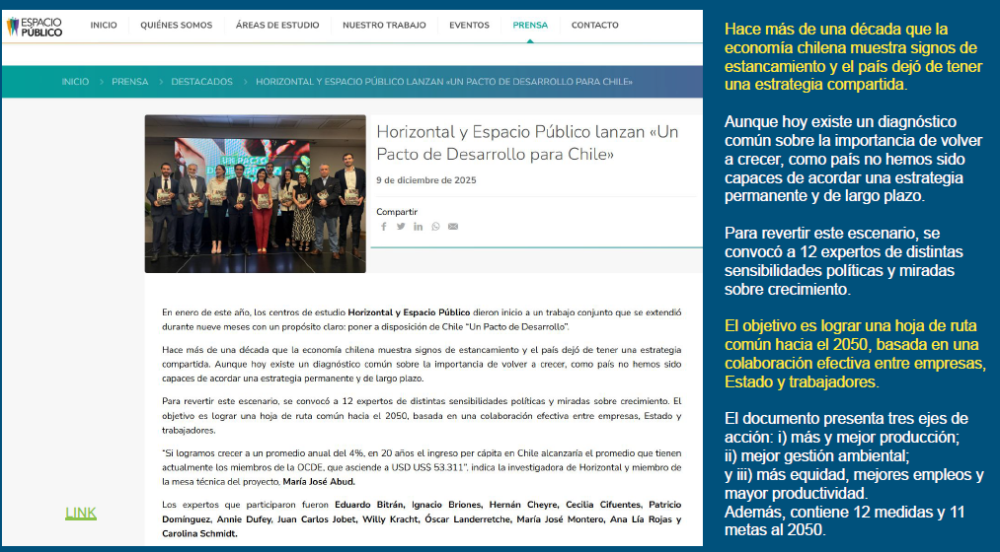 ESPACIO
PÚBLICO
INICIO
QUIÉNES SOMOS
ÁREAS DE ESTUDIO
NUESTRO TRABAJO
EVENTOS
PRENSA
CONTACTO
INICIO > PRENSA > DESTACADOS > HORIZONTAL Y ESPACIO PÚBLICO LANZAN «UN PACTO DE DESARROLLO PARA CHILE»
UN PACTO
Horizontal y Espacio Público lanzan «Un
Pacto de Desarrollo para Chile»
9 de diciembre de 2025
Compartir
En enero de este año, los centros de estudio Horizontal y Espacio Público dieron inicio a un trabajo conjunto que se extendió
durante nueve meses con un propósito claro: poner a disposición de Chile “Un Pacto de Desarrollo”.
Hace más de una década que la economía chilena muestra signos de estancamiento y el país dejó de tener una estrategia
compartida. Aunque hoy existe un diagnóstico común sobre la importancia de volver a crecer, como país no hemos sido
capaces de acordar una estrategia permanente y de largo plazo.
Para revertir este escenario, se convocó a 12 expertos de distintas sensibilidades políticas y miradas sobre crecimiento. El
objetivo es lograr una hoja de ruta común hacia el 2050, basada en una colaboración efectiva entre empresas, Estado y
trabajadores.
“Si logramos crecer a un promedio anual del 4%, en 20 años el ingreso per cápita en Chile alcanzaría el promedio que tienen
actualmente los miembros de la OCDE, que asciende a USD US$ 53.311”, indica la investigadora de Horizontal y miembro de
la mesa técnica del proyecto, María José Abud.
Los expertos que participaron fueron Eduardo Bitrán, Ignacio Briones, Hernán Cheyre, Cecilia Cifuentes, Patricio
Domínguez, Annie Dufey, Juan Carlos Jobet, Willy Kracht, Óscar Landerretche, María José Montero, Ana Lía Rojas y
Carolina Schmidt.
LINK
Hace más de una década que la
economía chilena muestra signos de
estancamiento y el país dejó de tener
una estrategia compartida.
Aunque hoy existe un diagnóstico
común sobre la importancia de volver
a crecer, como país no hemos sido
capaces de acordar una estrategia
permanente y de largo plazo.
Para revertir este escenario, se
convocó a 12 expertos de distintas
sensibilidades políticas y miradas
sobre crecimiento.
El objetivo es lograr una hoja de ruta
común hacia el 2050, basada en una
colaboración efectiva entre empresas,
Estado y trabajadores.
El documento presenta tres ejes de
acción: i) más y mejor producción;
ii) mejor gestión ambiental;
y iii) más equidad, mejores empleos y
mayor productividad.
Además, contiene 12 medidas y 11
metas al 2050.